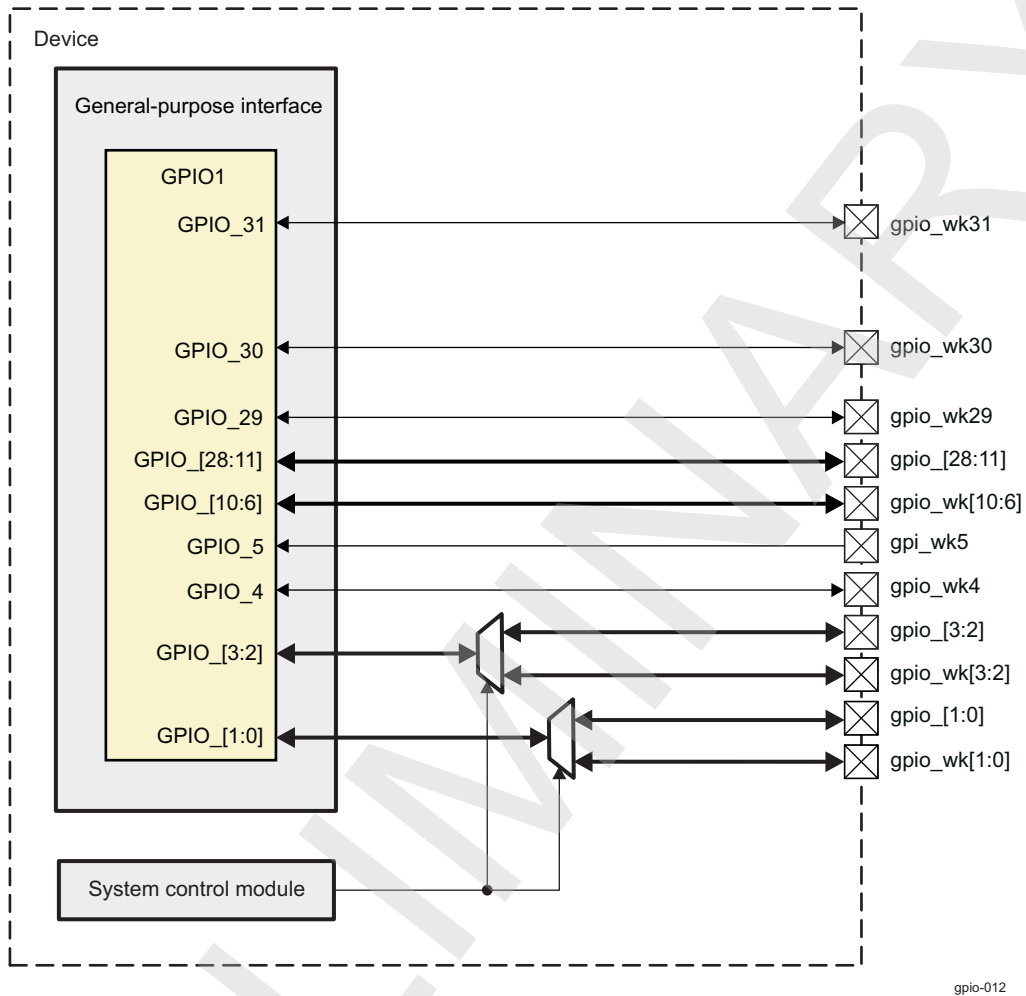 Device
General-purpose interface
GPIO1
GPIO_31 gpio_wk31
GPIO_30 gpio_wk30
GPIO_29 gpio_wk29
GPIO_[28:11] gpio_[28:11]
GPIO_[10:6] gpio_wk[10:6]
GPIO_5 gpi_wk5
GPIO_4 gpio_wk4
gpio_[3:2]
GPIO_[3:2]
gpio_wk[3:2]
gpio_[1:0]
GPIO_[1:0]
gpio_wk[1:0]
System control module
gpio-012
LIMINARY